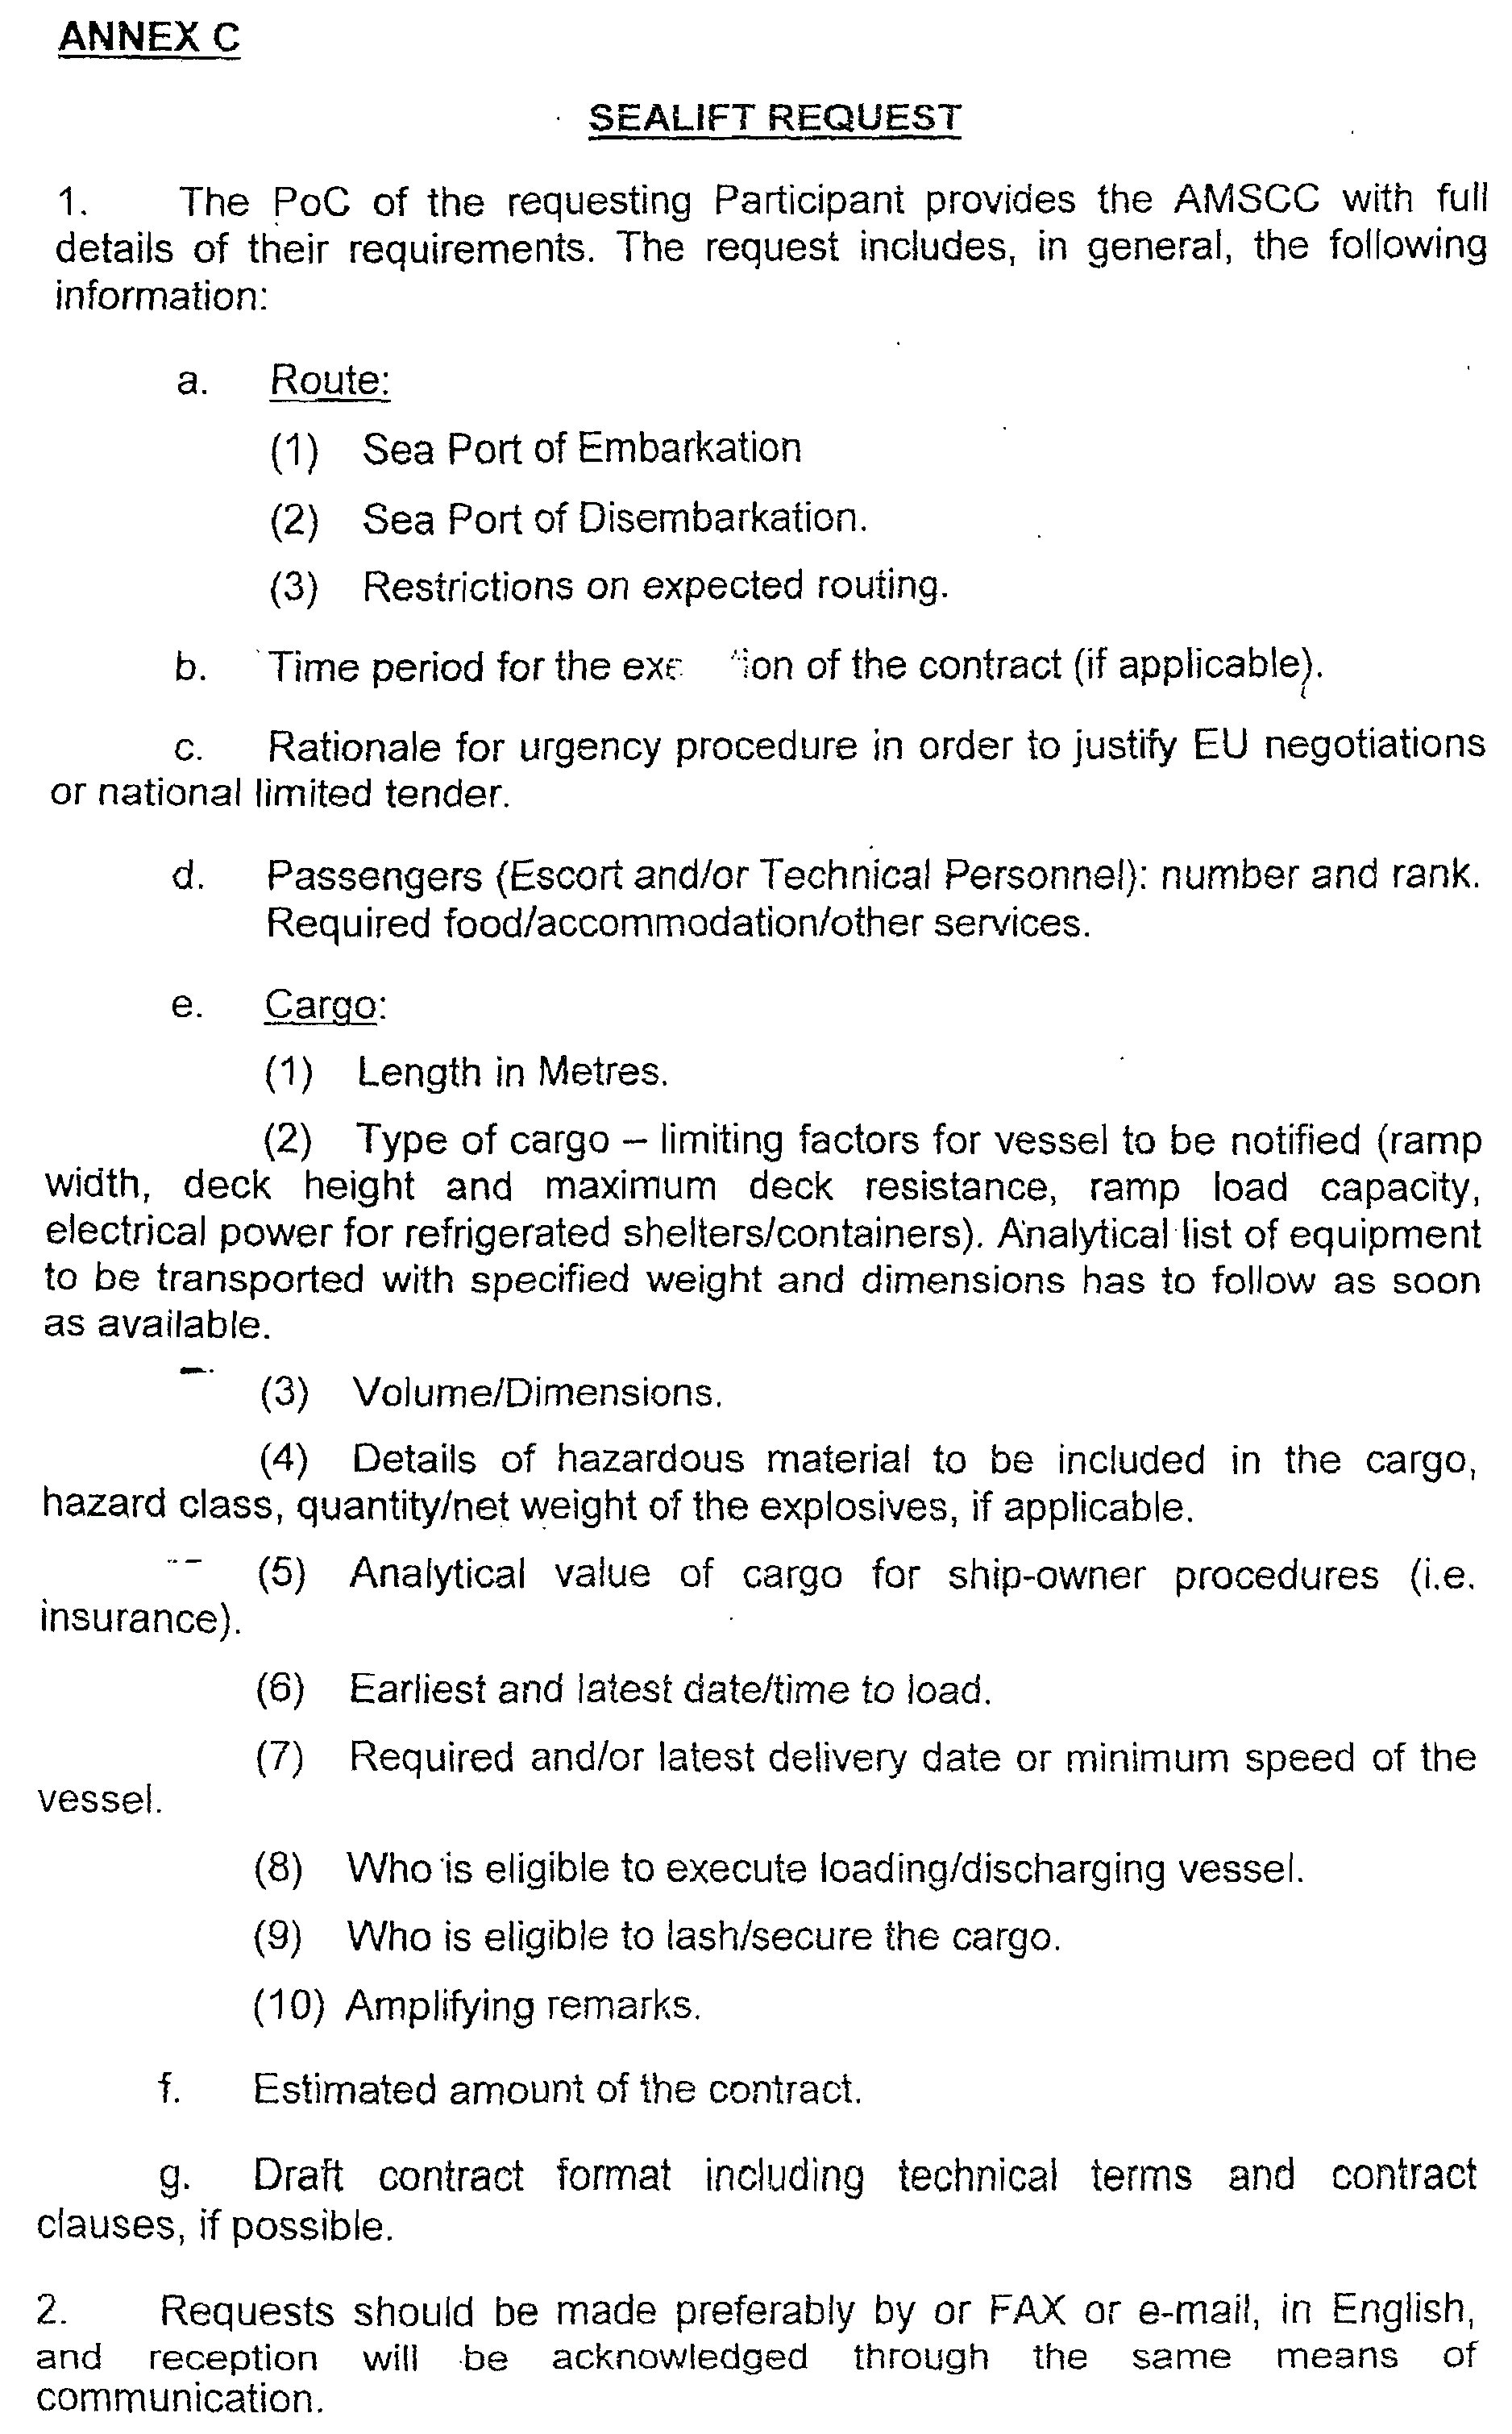 ANNEX C
SEALIFT REQUEST
1. The PoC of the requesting Participant provides the AMSCC with full
details of their requirements. The request includes, in general, the following
information:
a. Route:
(1) Sea Port of Embarkation
(2) Sea Port of Disembarkation.
(3) Restrictions on expected routing.
b. Time period for the of the contract (if applicable).
c. Rationale for urgency procedure in order to justify EU negotiations
or national limited tender.
d. Passengers (Escort and/or Technical Personnel): number and rank.
Required food/accommodation/other services.
e. Cargo:
(1) Length in Metres.
(2) Type of cargo – limiting factors for vessel to be notified (ramp
width, deck height and maximum deck resistance, ramp load capacity,
electrical power for refrigerated shelters/containers). Analytical list of equipment
to be transported with specified weight and dimensions has to follow as soon
as available.
(3) Volume/Dimensions.
(4) Details of hazardous material to be included in the cargo,
hazard class, quantity/net weight of the explosives, if applicable.
(5) Analytical value of cargo for ship-owner procedures (i.e.
insurance).
(6) Earliest and latest date/time to load.
(7) Required and/or latest delivery date or minimum speed of the
vessel.
(8) Who is eligible to execute loading/discharging vessel.
(9) Who is eligible to lash/secure the cargo.
(10) Amplifying remarks.
f. Estimated amount of the contract.
g. Draft contract format including technical terms and contract
clauses, if possible.
2. Requests should be made preferably by or FAX or e-mail, in English,
and reception will be acknowledged through the same means of
communication.